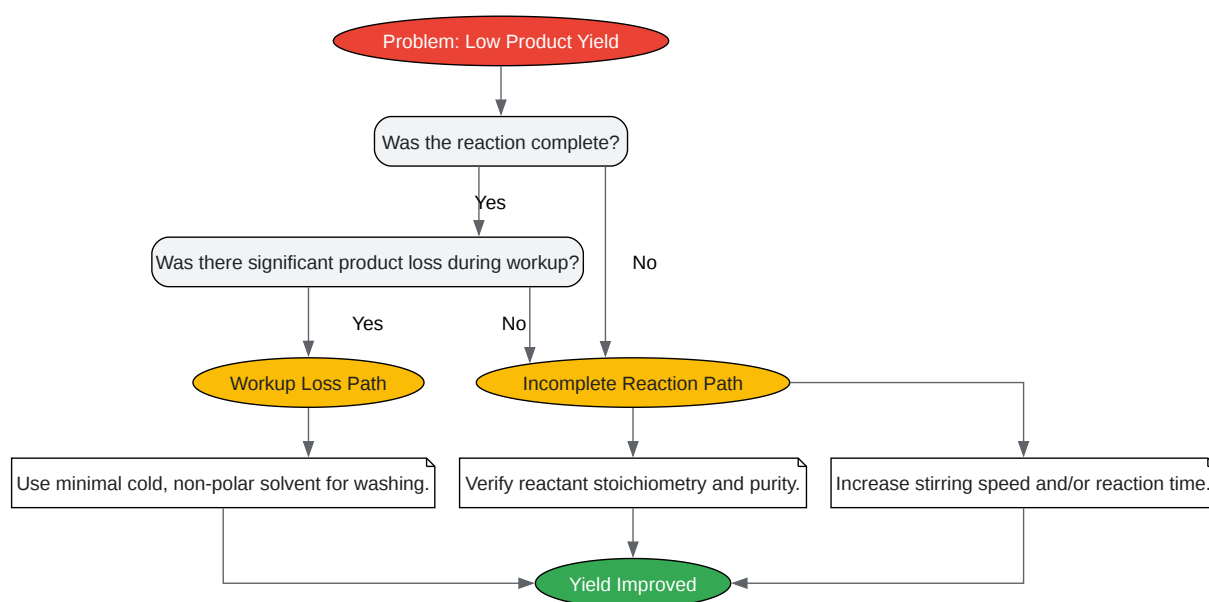 Problem: Low Product Yield
Was the reaction complete?
Yes
Was there significant product loss during workup?
No
Yes
No
Workup Loss Path
Incomplete Reaction Path
Use minimal cold, non-polar solvent for washing.
Verify reactant stoichiometry and purity.
Increase stirring speed and/or reaction time.
Yield Improved